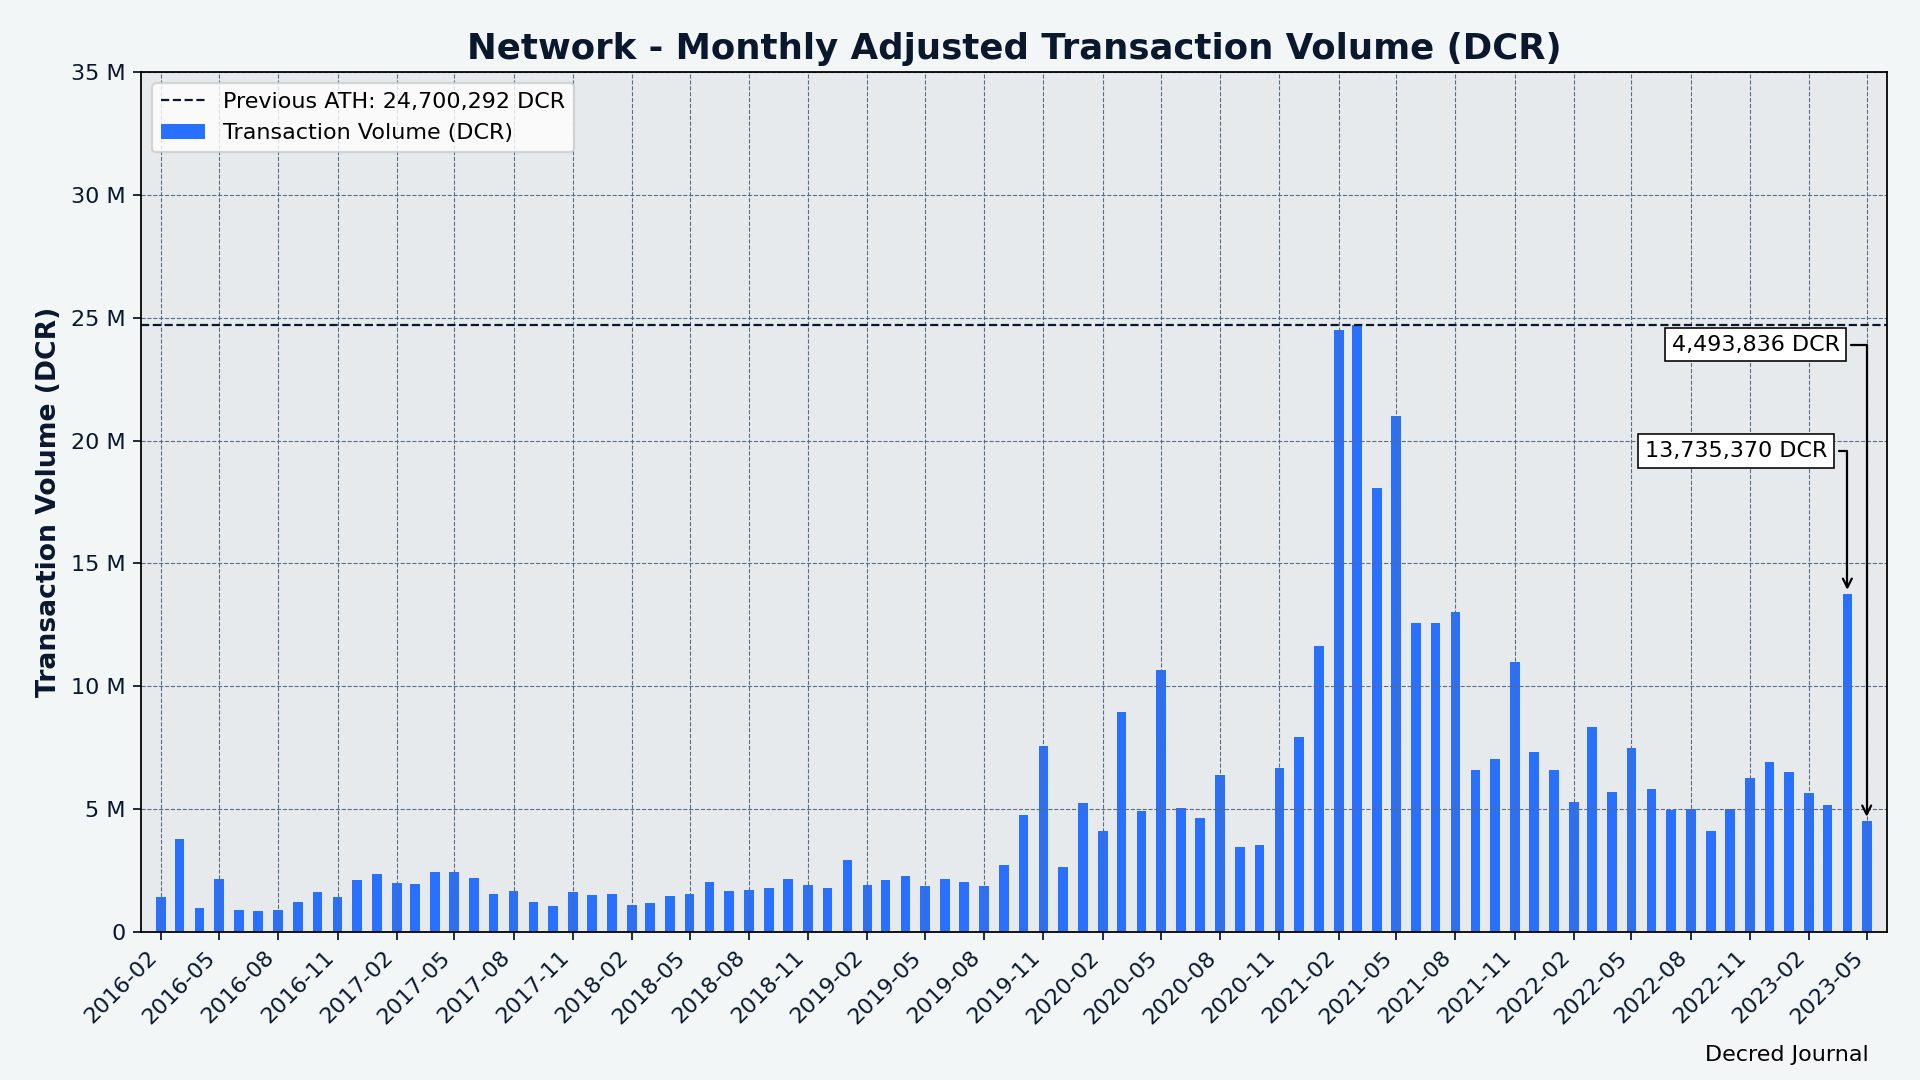 Network - Monthly Adjusted Transaction Volume (DCR)
Previous ATH: 24,700,292 DCR
Transaction Volume (DCR)
Transaction Volume (DCR)
35 M
30 M
25 M
20 M
15 M
10 M
5 M
0
4,493,836 DCR
13,735,370 DCR
2016-02
2016-05
2016-08
2016-11
2017-02
2017-05
2017-08
2017-11
2018-02
2018-05
2018-08
2018-11
2019-02
2019-05
2019-08
2019-11
2020-02
2020-05
2020-08
2020-11
2021-02
2021-05
2021-08
2021-11
2022-02
2022-05
2022-08
2022-11
2023-02
2023-05
Decred Journal